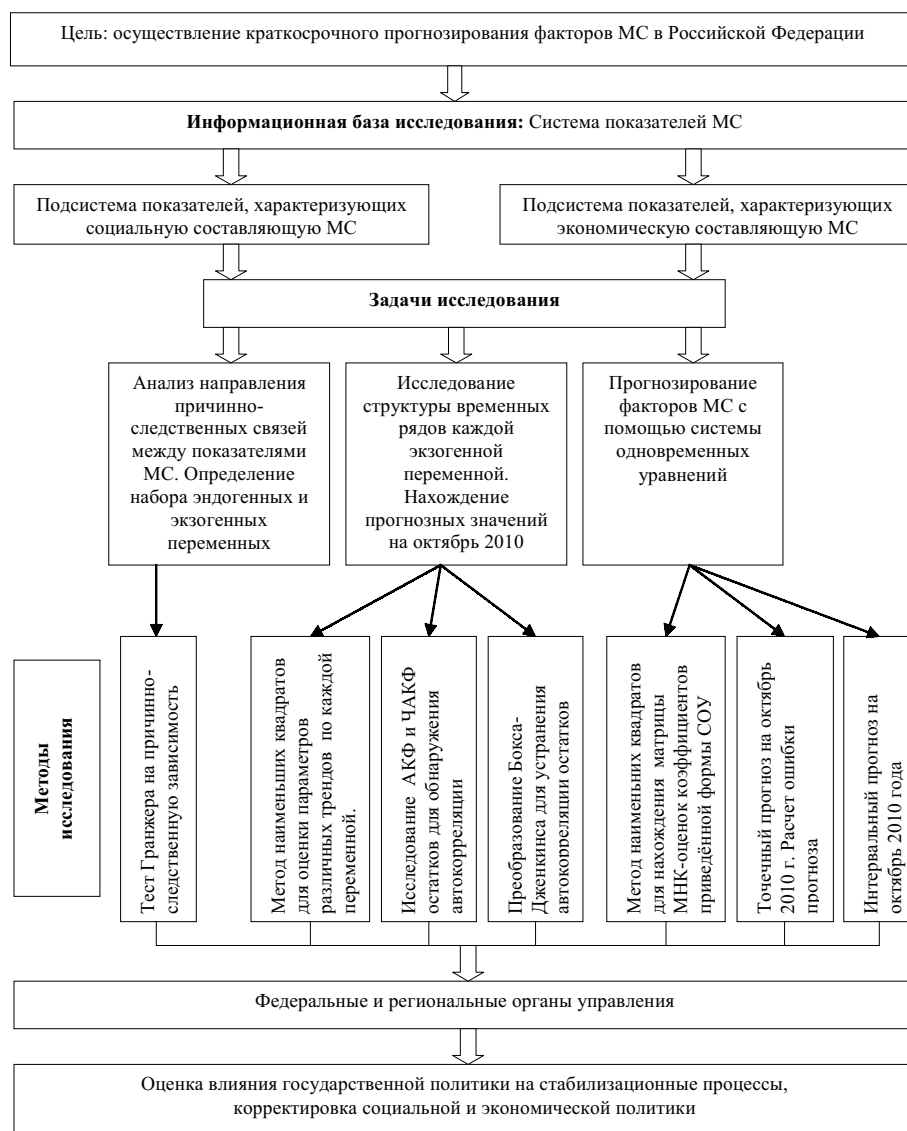 Цель: осуществление краткосрочного прогнозирования факторов МС в Российской Федерации
Информационная база исследования: Система показателей МС
Подсистема показателей, характеризующих
социальную составляющую МС
Подсистема показателей, характеризующих
экономическую составляющую МС
Задачи исследования
Анализ направления
причинно-
следственных связей
между показателями
МС. Определение
набора эндогенных и
экзогенных
переменных
Исследование
структуры временных
рядов каждой
экзогенной
переменной.
Нахождение
прогнозных значений
на октябрь 2010
Прогнозирование
факторов МС с
помощью системы
одновременных
уравнений
Методы
исследования
Тест Гранжера на причинно-
следственную зависимость
Метод наименьших квадратов
для оценки параметров
различных трендов по каждой
переменной.
Исследование АКФ и ЧАКФ
остатков для обнаружения
автокорреляции
Преобразование Бокса-
Дженкинса для устранения
автокорреляции остатков
Метод наименьших квадратов
для нахождения матрицы
МНК-оценок коэффициентов
приведённой формы СОУ
Точечный прогноз на октябрь
2010 г. Расчет ошибки
прогноза
Интервальный прогноз на
октябрь 2010 года
Федеральные и региональные органы управления
Оценка влияния государственной политики на стабилизационные процессы,
корректировка социальной и экономической политики